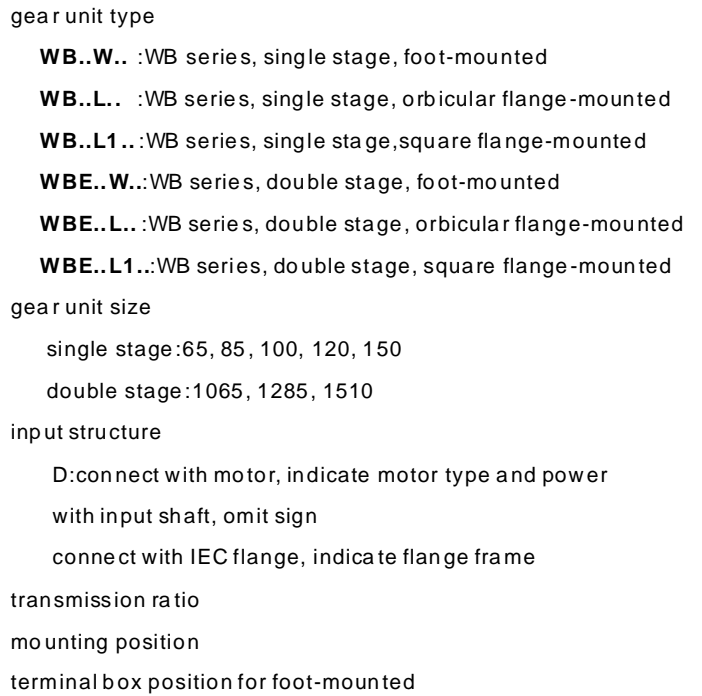 gear unit type
WB..W.. :WB series, single stage, foot-mounted
WB..L.. :WB series, single stage, orbicular flange-mounted
WB..L1..:WB series, single stage,square flange-mounted
WBE..W..:WB series, double stage, foot-mounted
WBE..L.. :WB series, double stage, orbicular flange-mounted
WBE..L1..:WB series, double stage, square flange-mounted
gear unit size
single stage:65, 85, 100, 120, 150
double stage:1065, 1285, 1510
input structure
D:connect with motor, indicate motor type and power
with input shaft, omit sign
connect with IEC flange, indicate flange frame
transmission ratio
mounting position
terminal box position for foot-mounted